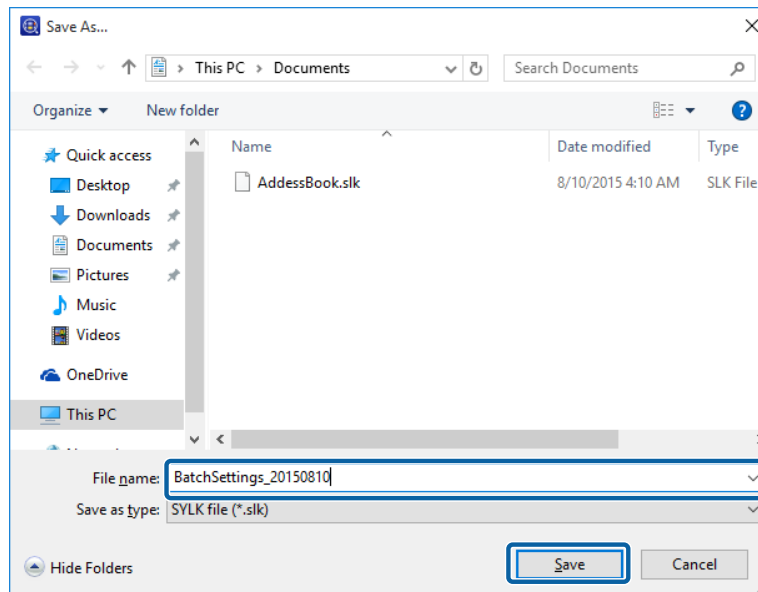 Save As...
This PC > Documents
Search Documents
Organize
New folder
?
Name
Date modified
Type
Quick access
AddessBook.slk
8/10/2015 4:10 AM
SLK File
Desktop
Downloads
Documents
Pictures
Music
Videos
OneDrive
This PC
File name:
BatchSettings_20150810
Save as type:
SYLK file (*.slk)
Hide Folders
Save
Cancel